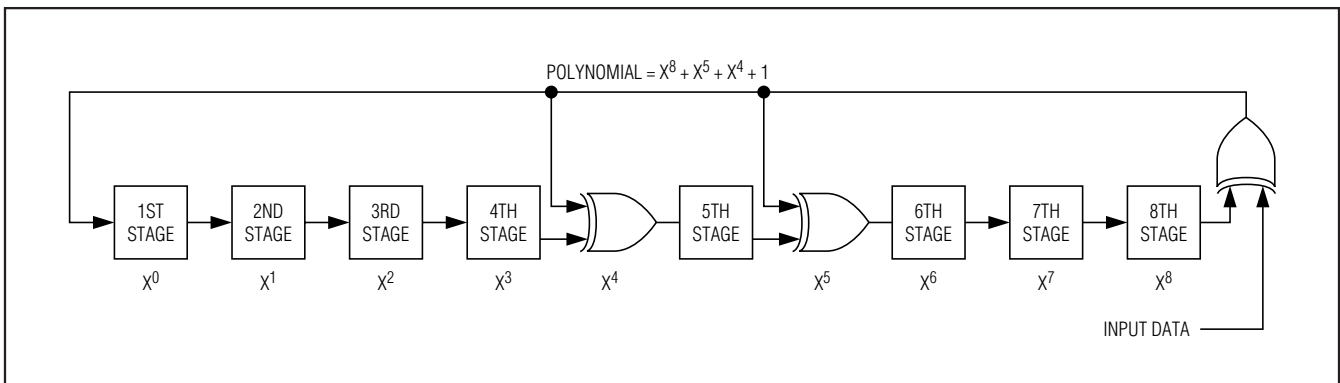 POLYNOMIAL = X⁸ + X⁵ + X⁴ + 1
1ST
STAGE
2ND
STAGE
3RD
STAGE
4TH
STAGE
5TH
STAGE
6TH
STAGE
7TH
STAGE
8TH
STAGE
X⁰
X¹
X²
X³
X⁴
X⁵
X⁶
X⁷
X⁸
INPUT DATA